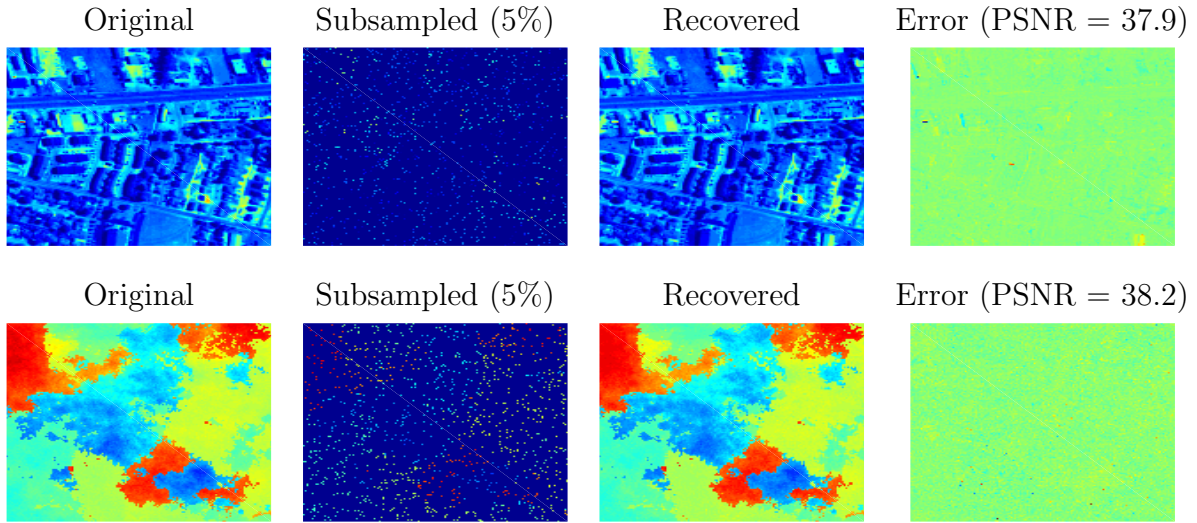 Original Subsampled (5%) Recovered Error (PSNR = 37.9)
Original Subsampled (5%) Recovered Error (PSNR = 38.2)